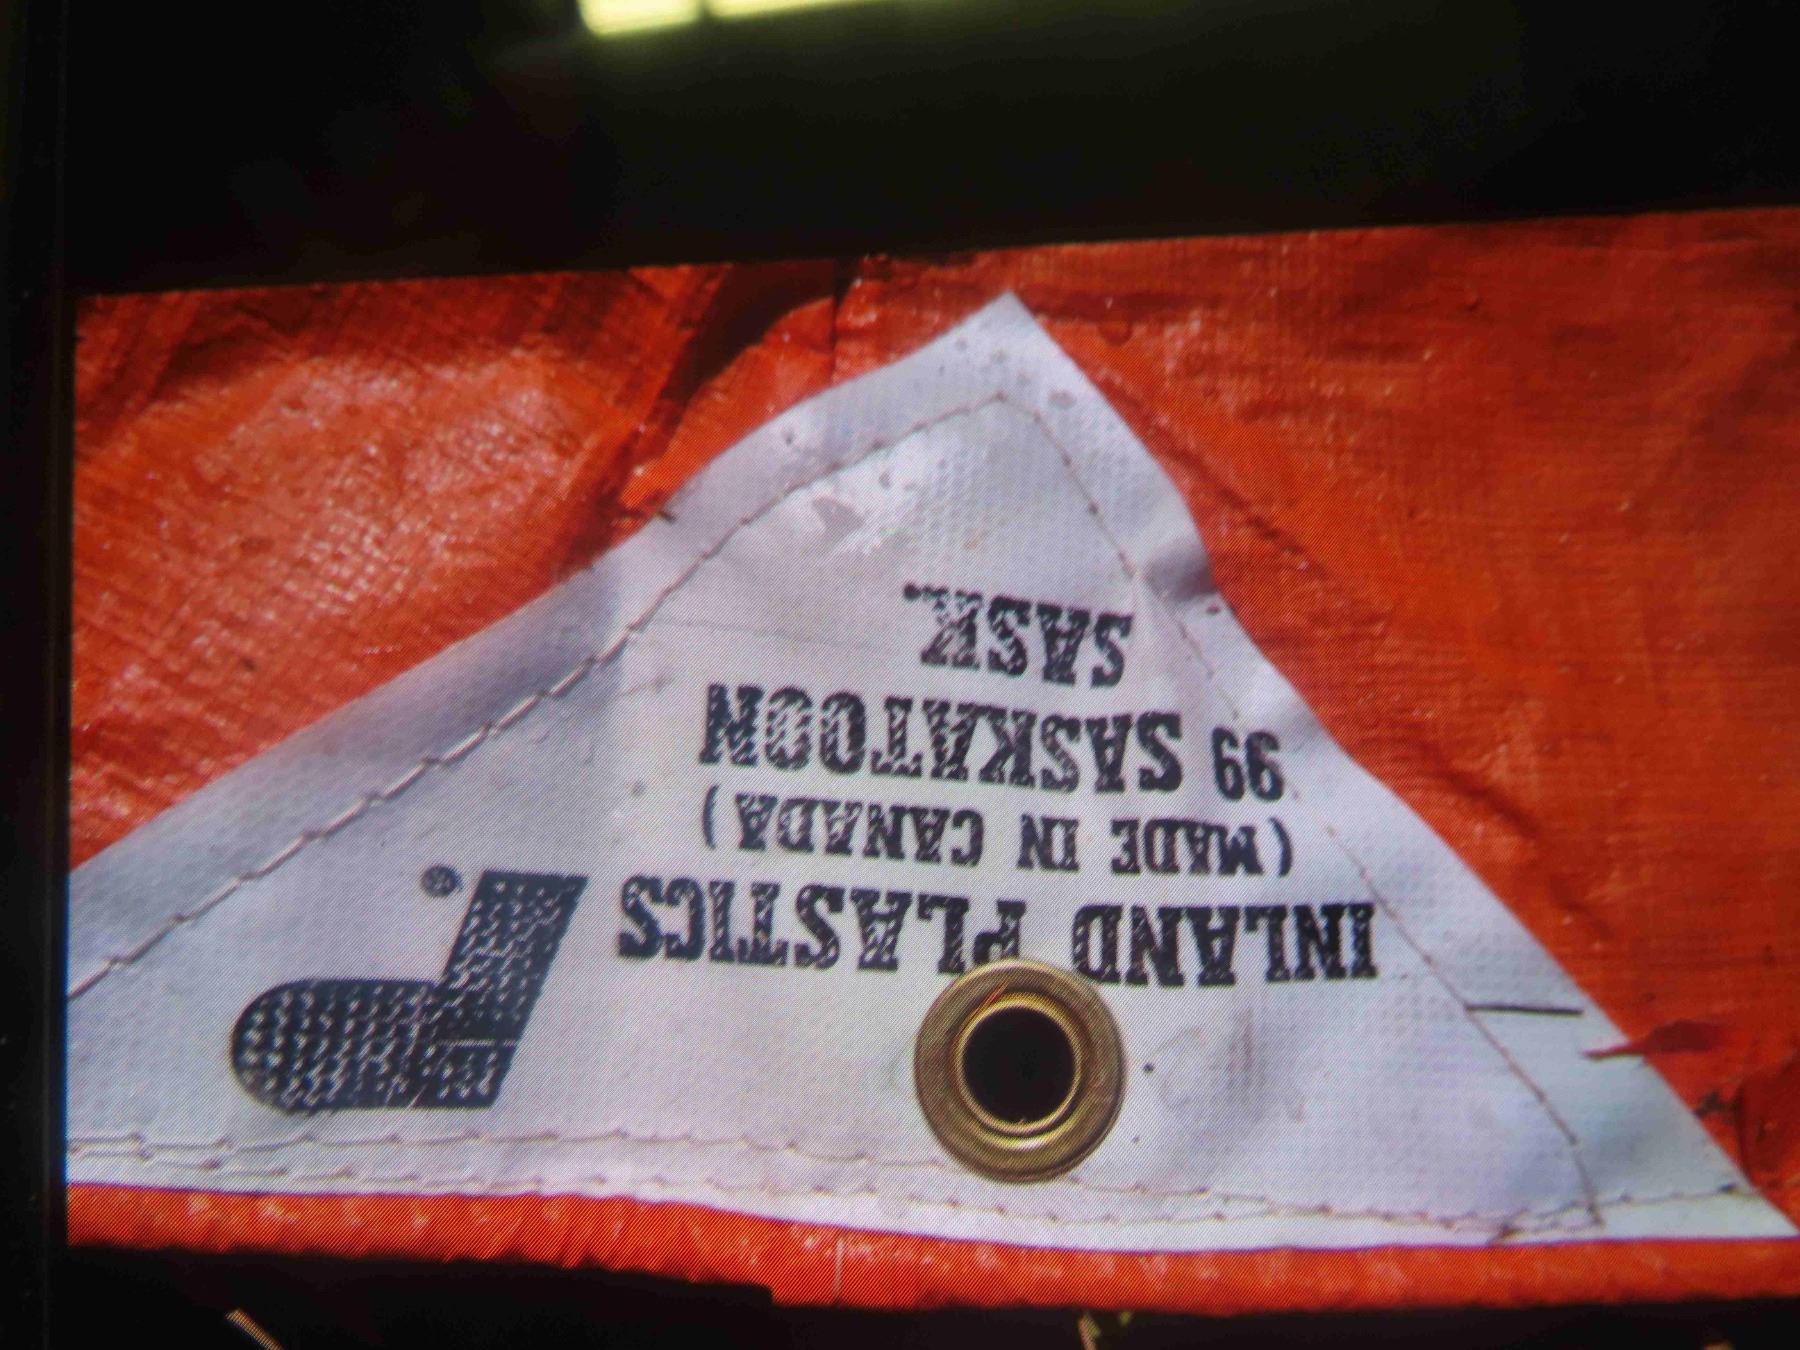 INLAND PLASTICS ®
(MADE IN CANADA)
99 SASKATOON
SASK.